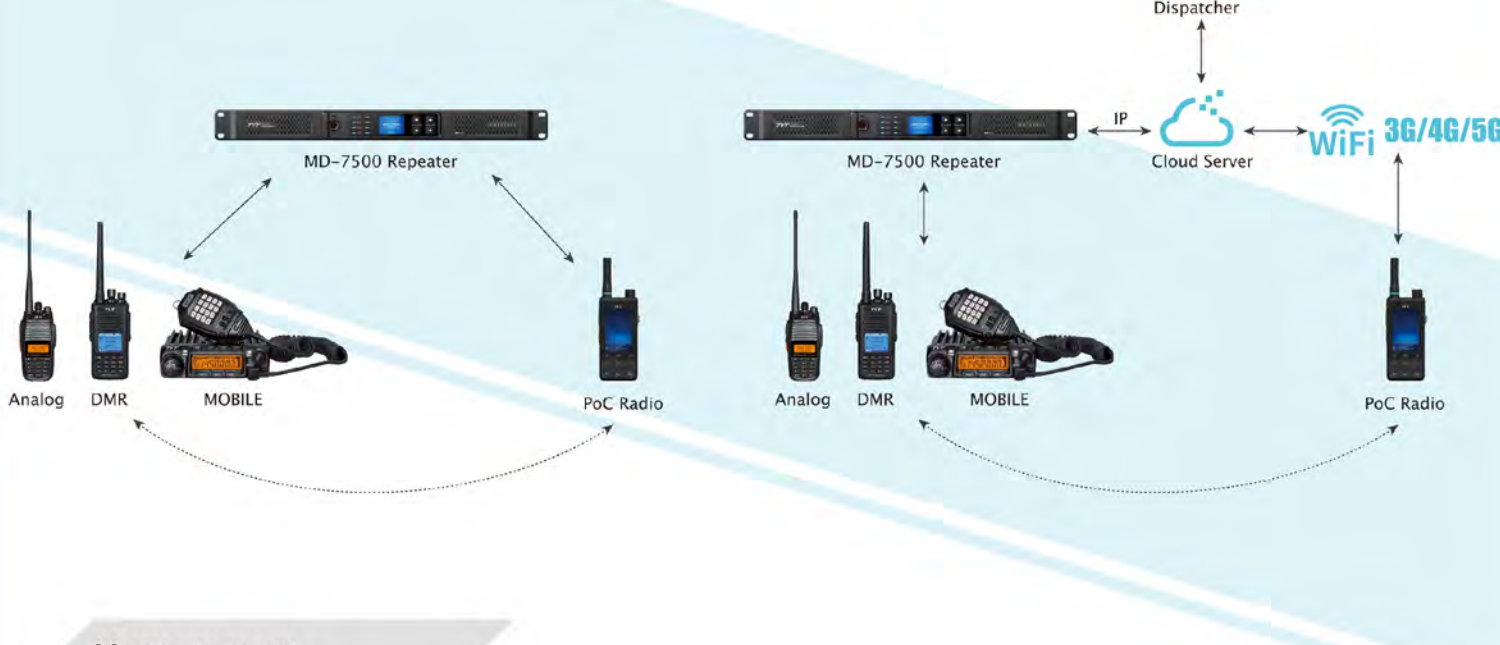 Dispatcher
IP
WiFi 3G/4G/5G
MD-7500 Repeater
MD-7500 Repeater
Cloud Server
Analog
DMR
MOBILE
PoC Radio
Analog
DMR
MOBILE
PoC Radio